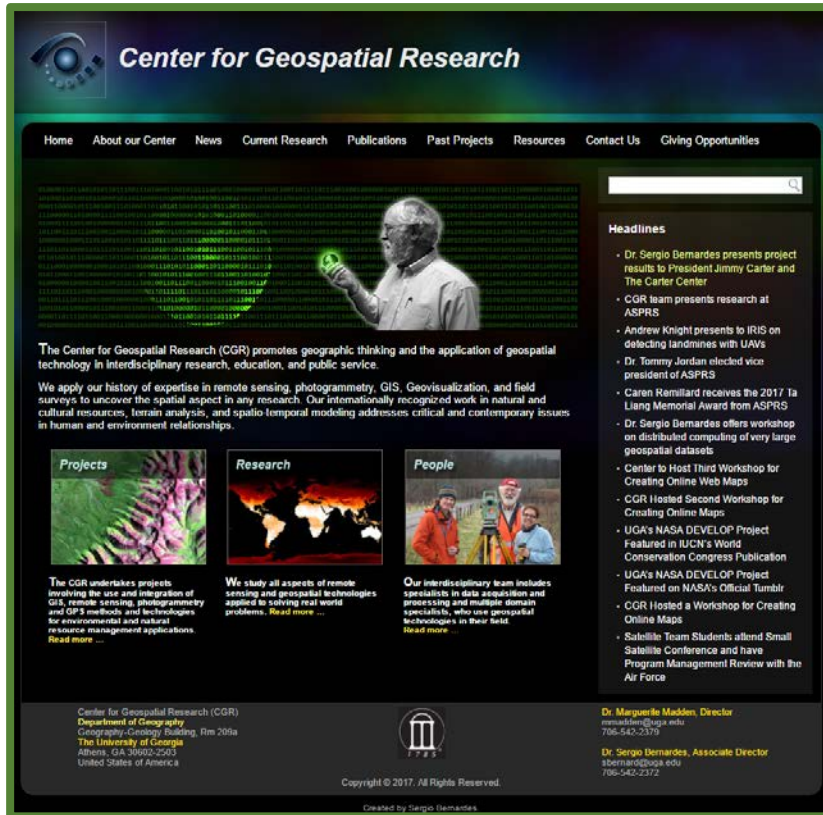 Center for Geospatial Research
Home About our Center News Current Research Publications Past Projects Resources Contact Us Giving Opportunities
The Center for Geospatial Research (CGR) promotes geographic thinking and the application of geospatial
technology in interdisciplinary research, education, and public service.
We apply our history of expertise in remote sensing, photogrammetry, GIS, Geovisualization, and field
surveys to uncover the spatial aspect in any research. Our internationally recognized work in natural and
cultural resources, terrain analysis, and spatio-temporal modeling addresses critical and contemporary issues
in human and environment relationships.
Projects
The CGR undertakes projects
involving the use and integration of
GIS, remote sensing, photogrammetry
and GPS methods and technologies
for environmental and natural
resource management applications.
Read more ...
Research
We study all aspects of remote
sensing and geospatial technologies
applied to solving real world
problems. Read more ...
People
Our interdisciplinary team includes
specialists in data acquisition and
processing and multiple domain
specialists, who use geospatial
technologies in their field.
Read more ...
Headlines
Dr. Sergio Bernardes presents project
results to President Jimmy Carter and
The Carter Center
CGR team presents research at
ASPRS
Andrew Knight presents to IRIS on
detecting landmines with UAVs
Dr. Tommy Jordan elected vice
president of ASPRS
Caren Remillard receives the 2017 Ta
Liang Memorial Award from ASPRS
Dr. Sergio Bernardes offers workshop
on distributed computing of very large
geospatial datasets
Center to Host Third Workshop for
Creating Online Web Maps
CGR Hosted Second Workshop for
Creating Online Maps
UGA's NASA DEVELOP Project
Featured in IUCN's World
Conservation Congress Publication
UGA's NASA DEVELOP Project
Featured on NASA's Official Tumblr
CGR Hosted a Workshop for Creating
Online Maps
Satellite Team Students attend Small
Satellite Conference and have
Program Management Review with the
Air Force
Center for Geospatial Research (CGR)
Department of Geography
Geography-Geology Building, Rm 209a
The University of Georgia
Athens, GA 30602-2503
United States of America
1785
Copyright © 2017. All Rights Reserved.
Dr. Marguerite Madden, Director
mmadden@uga.edu
706-542-2379
Dr. Sergio Bernardes, Associate Director
sbernard@uga.edu
706-542-2372
Created by Sergio Bernardes.